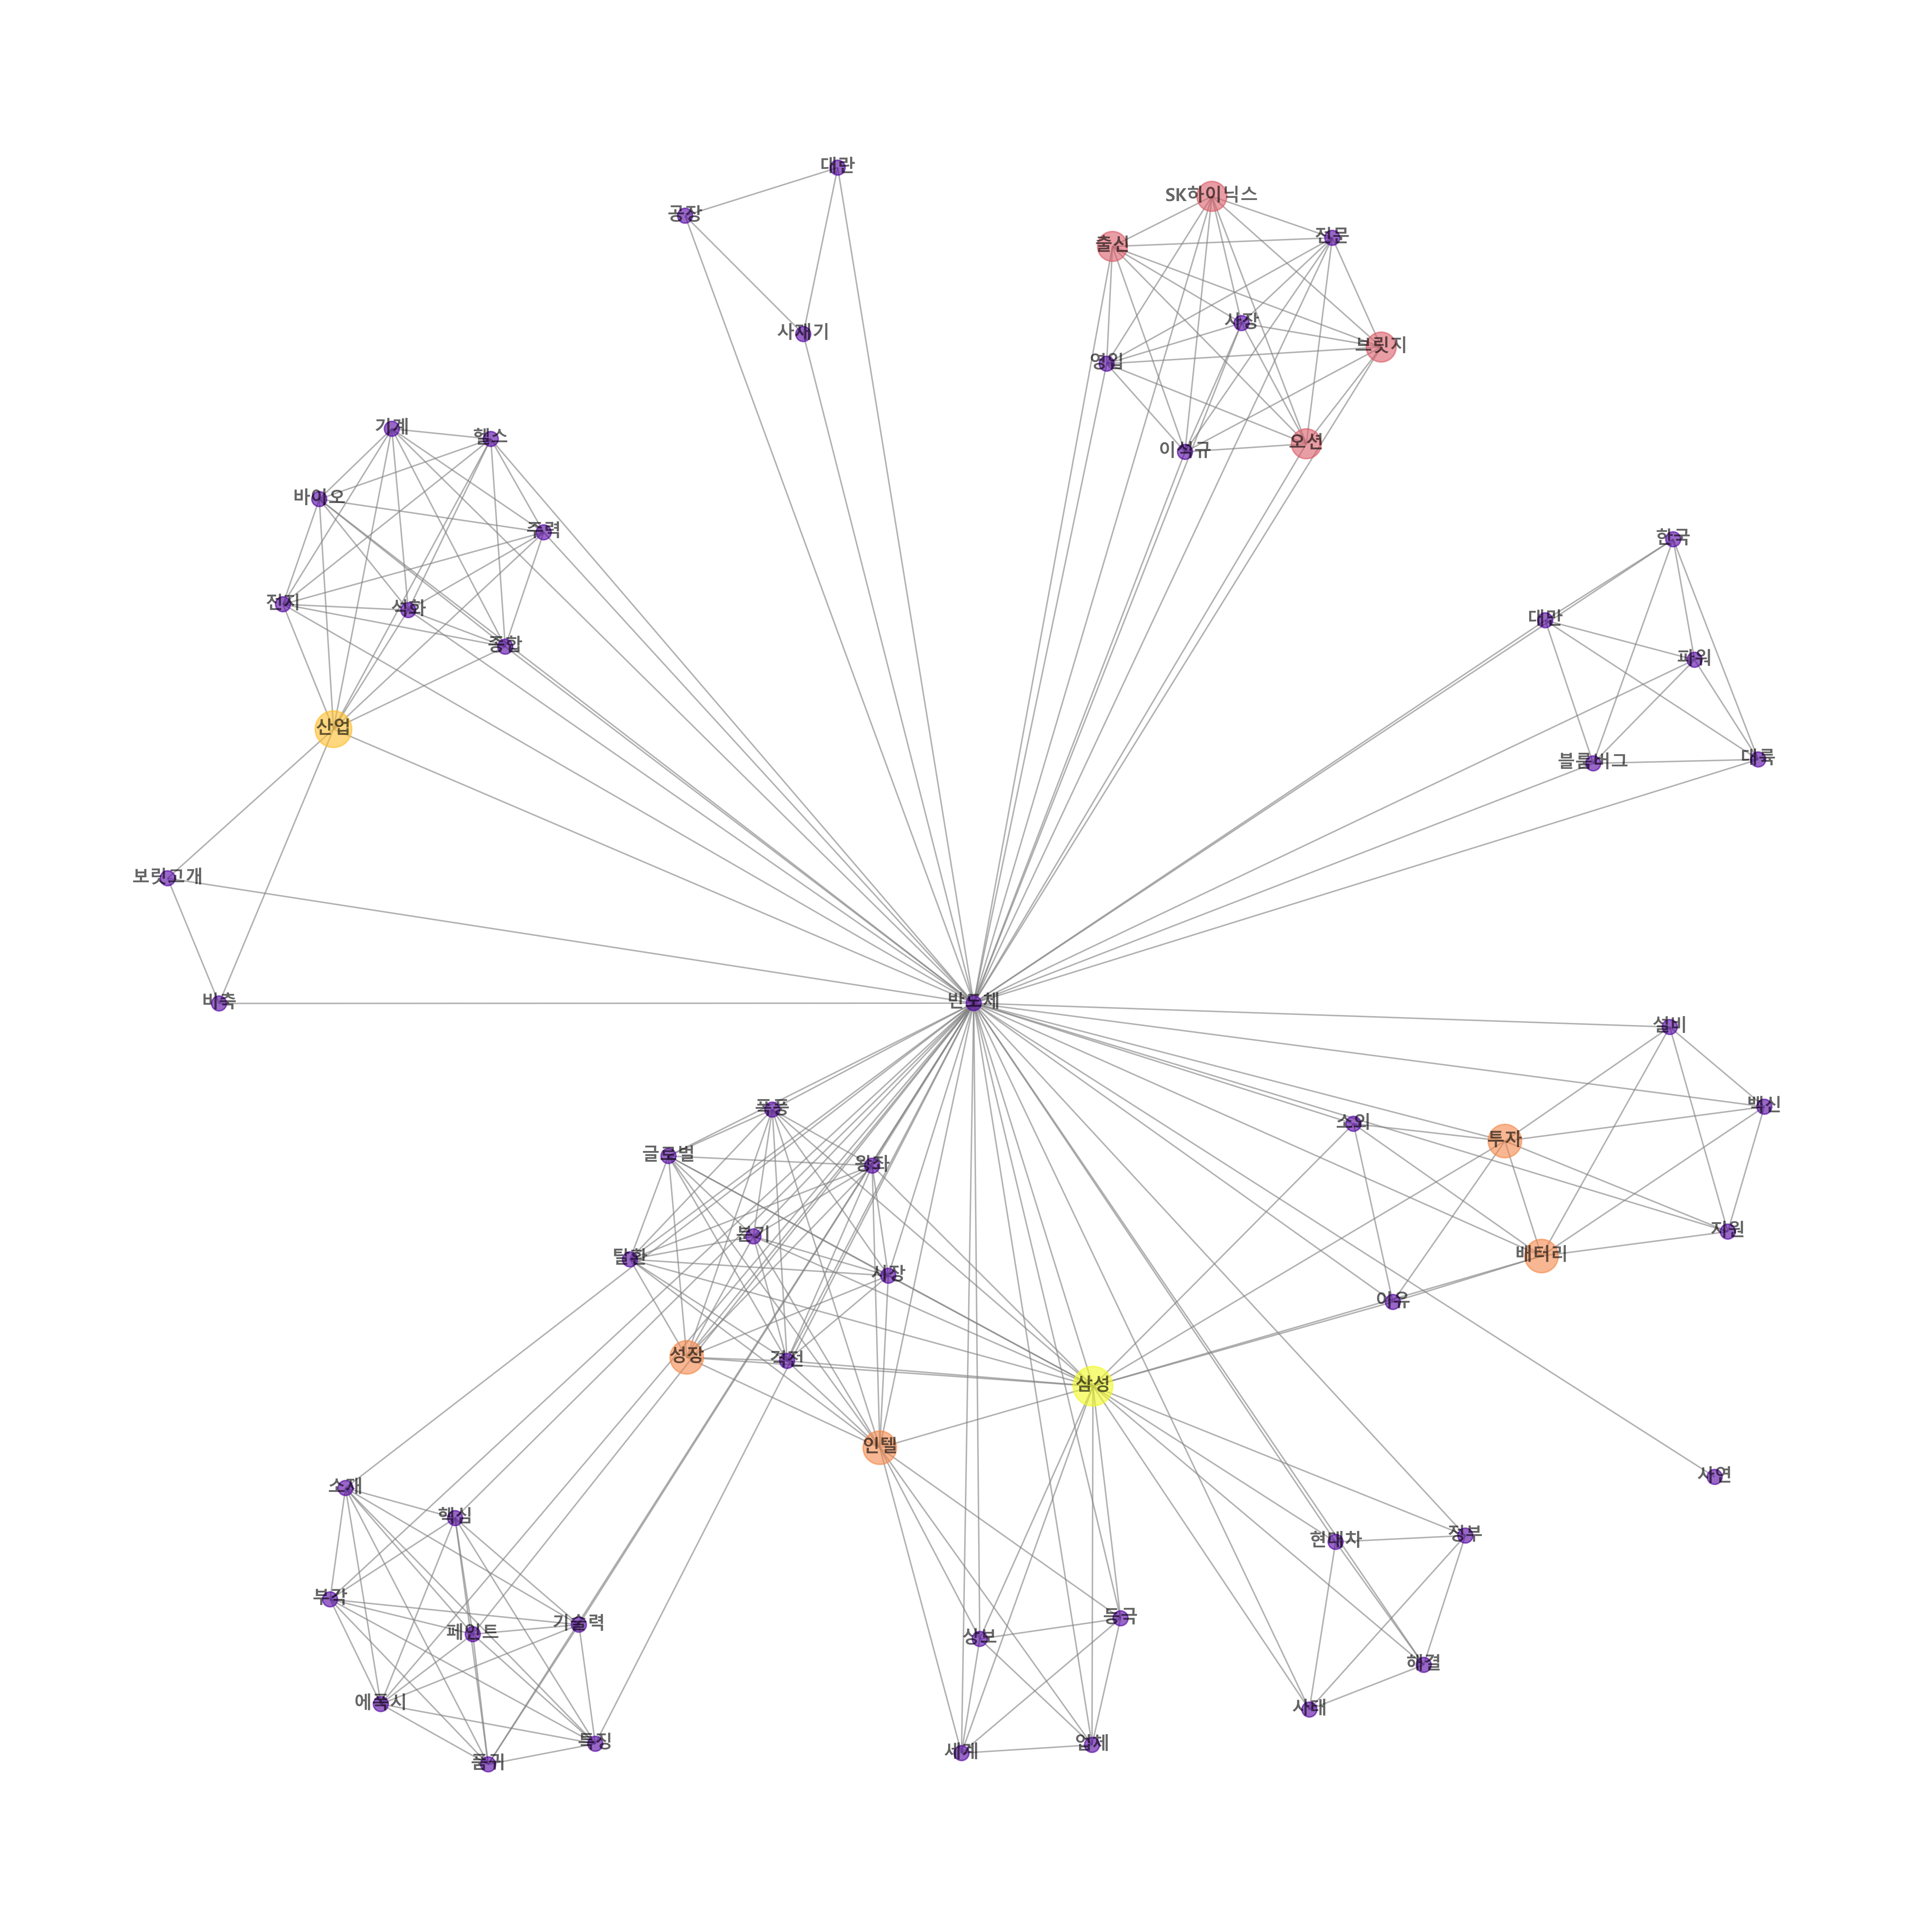 대란
공장
SK하이닉스
전문
출신
사장
사재기
브릿지
영입
기계
헬스
오션
이석규
바이오
주력
한국
전지
석화
대만
종합
파워
산업
블룸버그
대륙
보릿고개
비축
반도체
설비
폭풍
백신
소외
투자
글로벌
왕좌
분기
지원
탈환
배터리
시장
이유
성장
격전
삼성
인텔
사연
소재
핵심
정부
현대차
부각
동국
기술력
페인트
상보
해결
에폭시
사태
특징
업체
세계
품귀